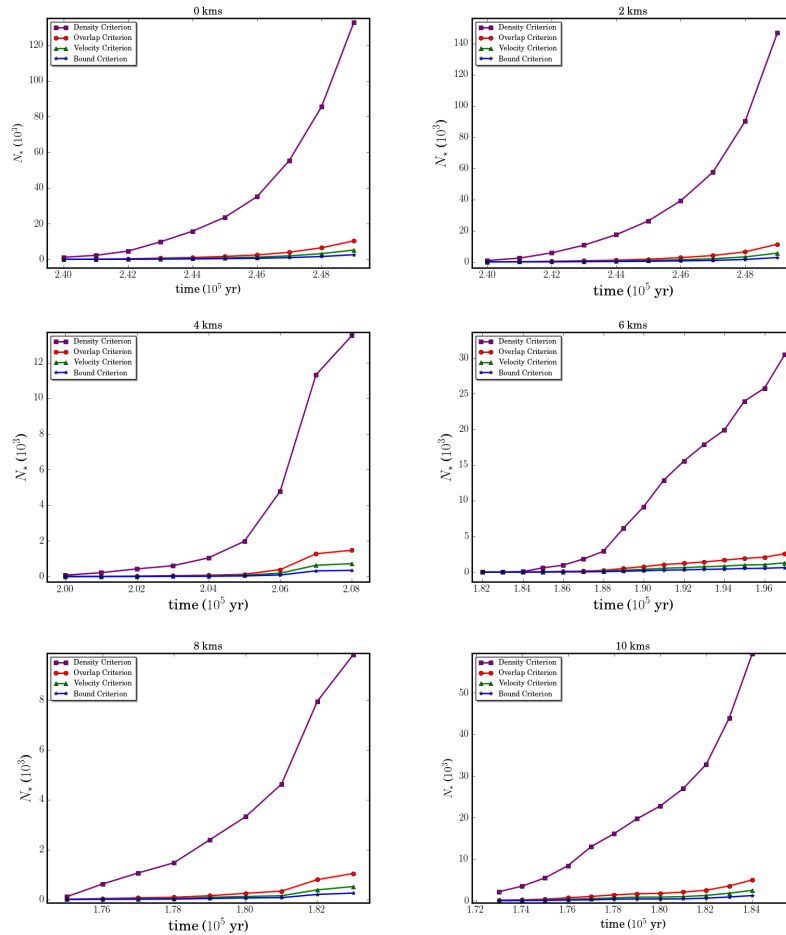 0 kms
Density Criterion
Overlap Criterion
Velocity Criterion
Bound Criterion
N⋆ (10³)
120
100
80
60
40
20
0
2.40 2.42 2.44 2.46 2.48
time (10⁵ yr)
2 kms
Density Criterion
Overlap Criterion
Velocity Criterion
Bound Criterion
N⋆ (10³)
140
120
100
80
60
40
20
0
2.40 2.42 2.44 2.46 2.48
time (10⁵ yr)
4 kms
Density Criterion
Overlap Criterion
Velocity Criterion
Bound Criterion
N⋆ (10³)
12
10
8
6
4
2
0
2.00 2.02 2.04 2.06 2.08
time (10⁵ yr)
6 kms
Density Criterion
Overlap Criterion
Velocity Criterion
Bound Criterion
N⋆ (10³)
30
25
20
15
10
5
0
1.82 1.84 1.86 1.88 1.90 1.92 1.94 1.96
time (10⁵ yr)
8 kms
Density Criterion
Overlap Criterion
Velocity Criterion
Bound Criterion
N⋆ (10³)
8
6
4
2
0
1.76 1.78 1.80 1.82
time (10⁵ yr)
10 kms
Density Criterion
Overlap Criterion
Velocity Criterion
Bound Criterion
N⋆ (10³)
50
40
30
20
10
0
1.72 1.74 1.76 1.78 1.80 1.82 1.84
time (10⁵ yr)